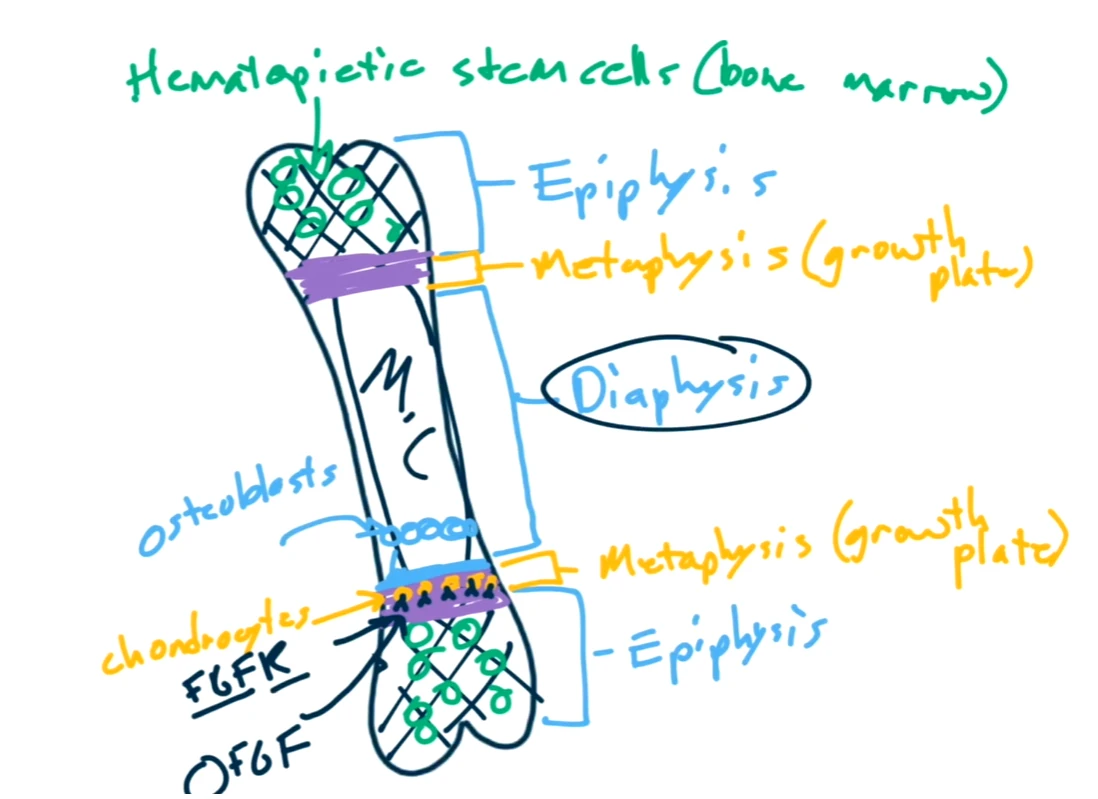 Hematopietic stem cells (bone marrow)
Epiphysis
Metaphysis (growth
plate)
M.C
Diaphysis
osteoblasts
Metaphysis (growth
plate)
chondrocytes
Epiphysis
FGFR
FGF